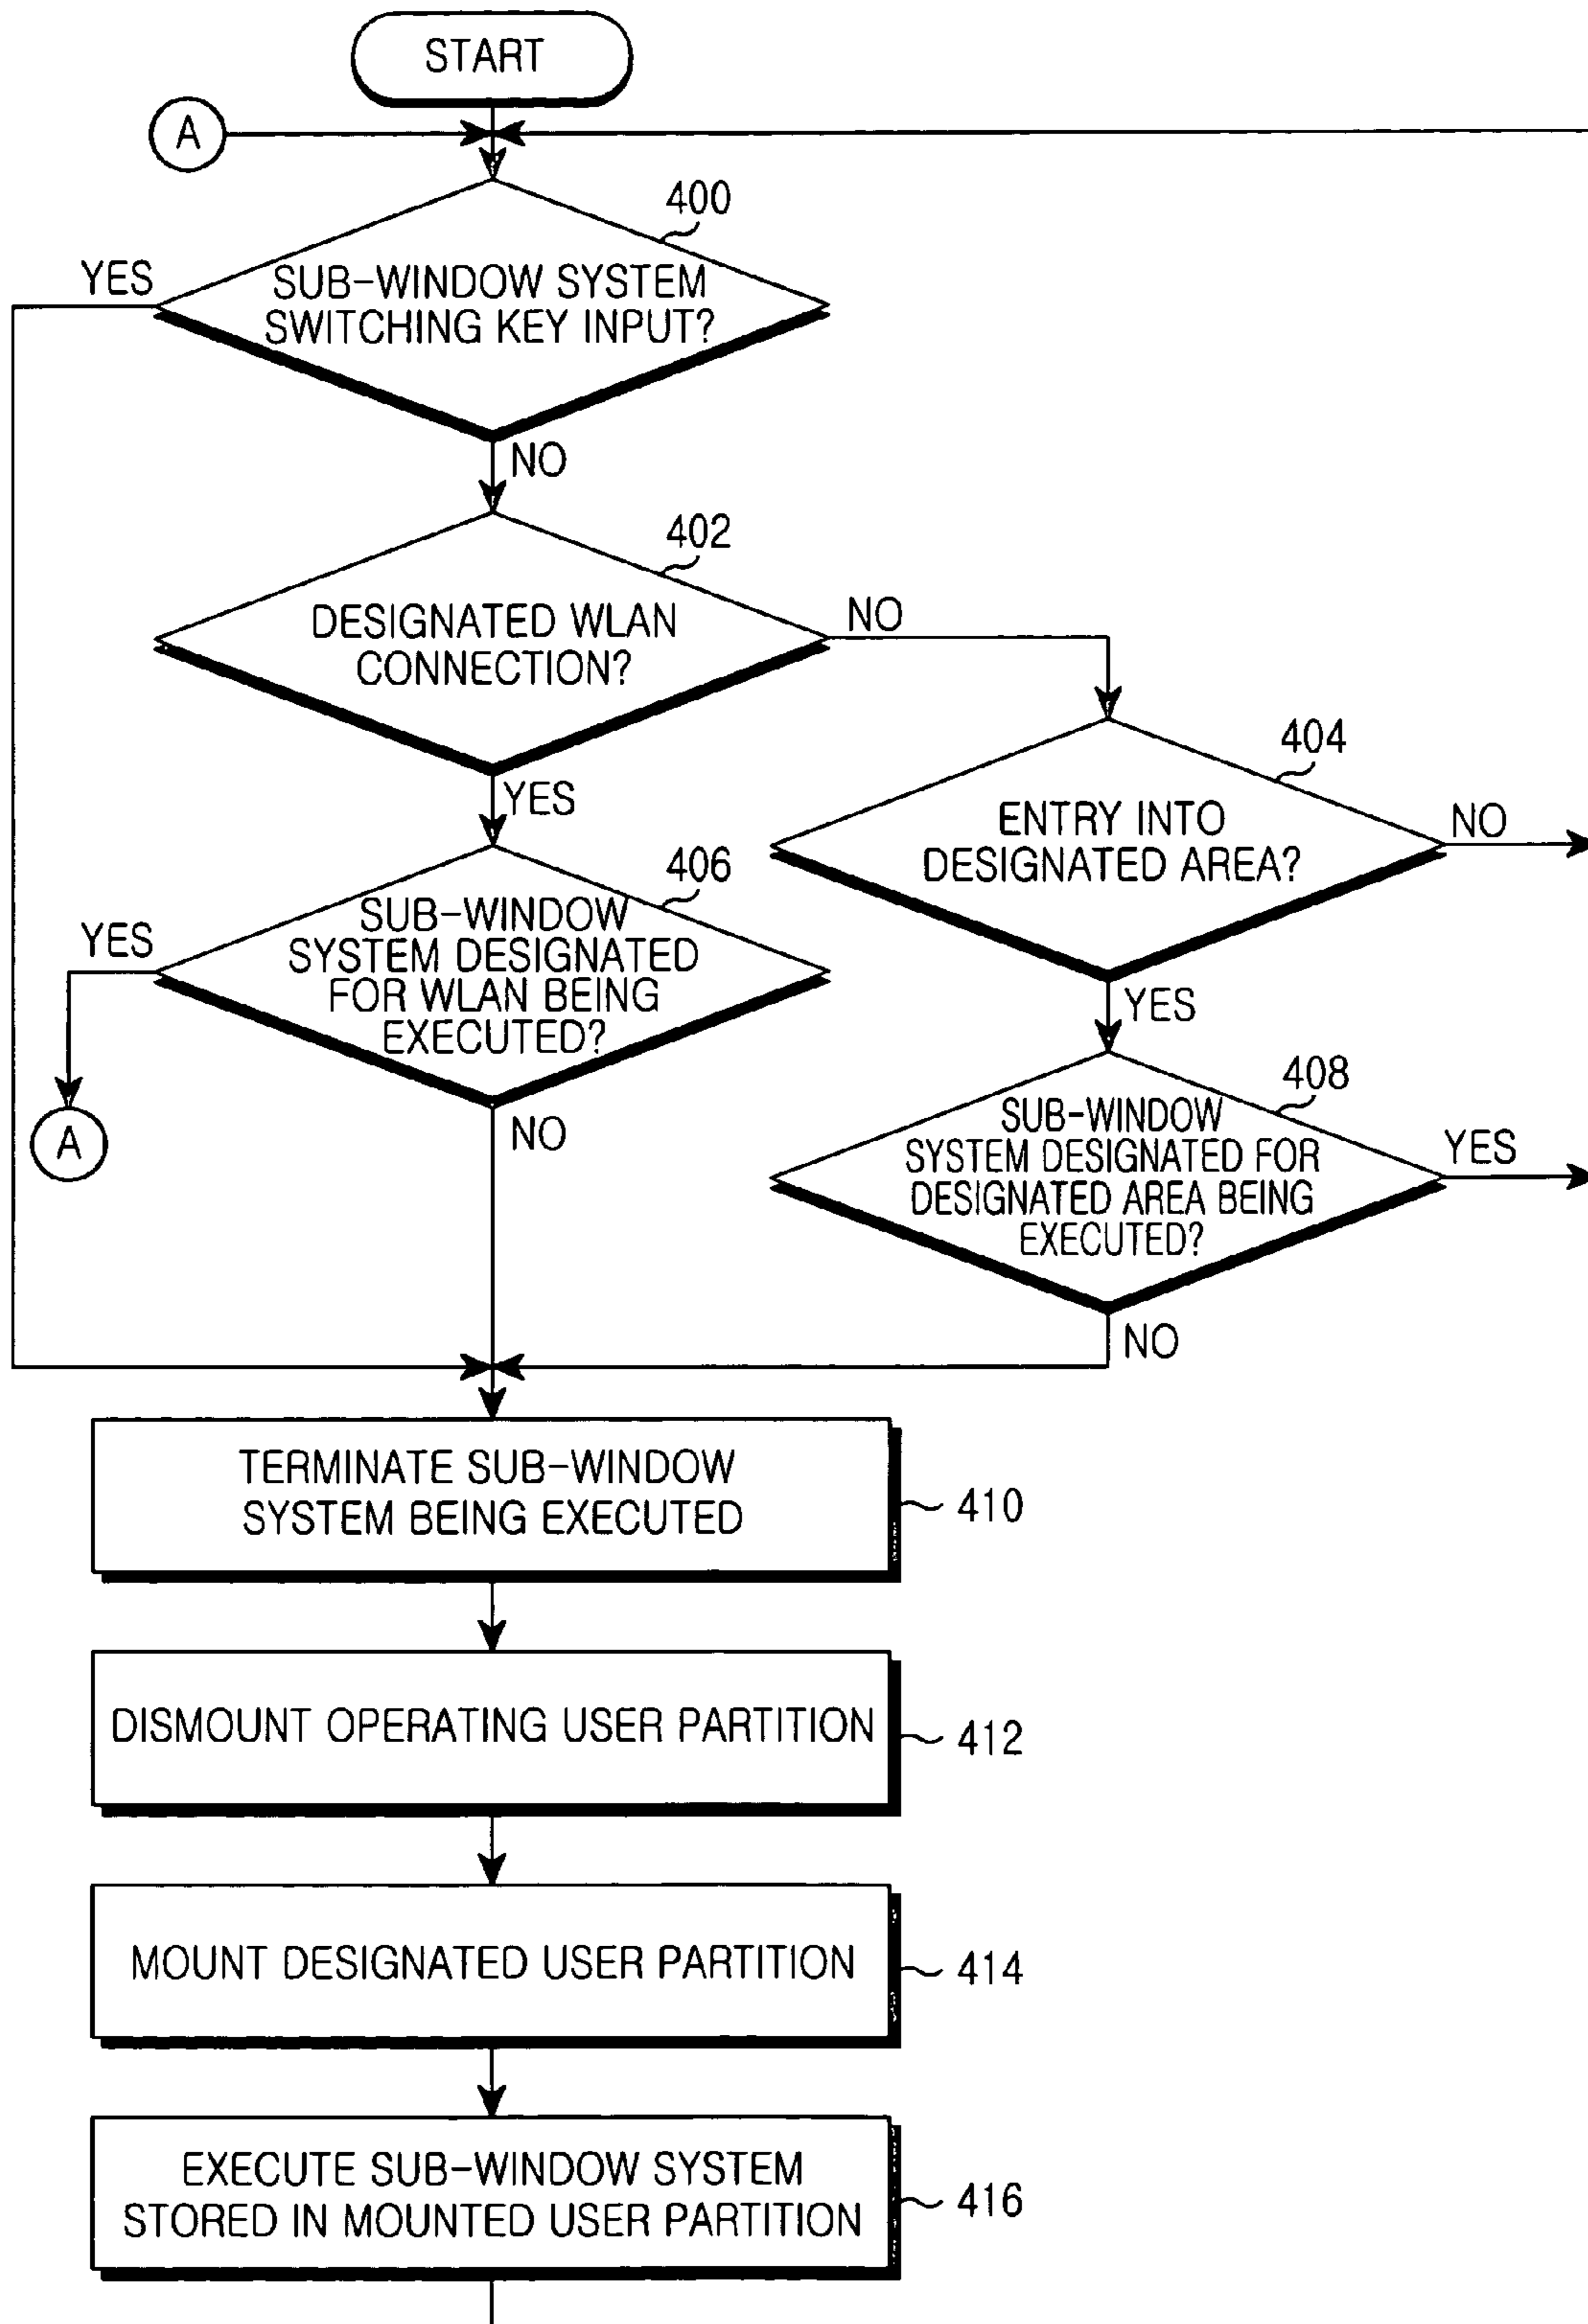 START
A
400
YES
SUB-WINDOW SYSTEM
SWITCHING KEY INPUT?
NO
402
DESIGNATED WLAN
CONNECTION?
NO
YES
404
ENTRY INTO
DESIGNATED AREA?
NO
406
YES
SUB-WINDOW
SYSTEM DESIGNATED
FOR WLAN BEING
EXECUTED?
YES
408
A
NO
SUB-WINDOW
SYSTEM DESIGNATED FOR
DESIGNATED AREA BEING
EXECUTED?
YES
NO
TERMINATE SUB-WINDOW
SYSTEM BEING EXECUTED
410
DISMOUNT OPERATING USER PARTITION
412
MOUNT DESIGNATED USER PARTITION
414
EXECUTE SUB-WINDOW SYSTEM
STORED IN MOUNTED USER PARTITION
416